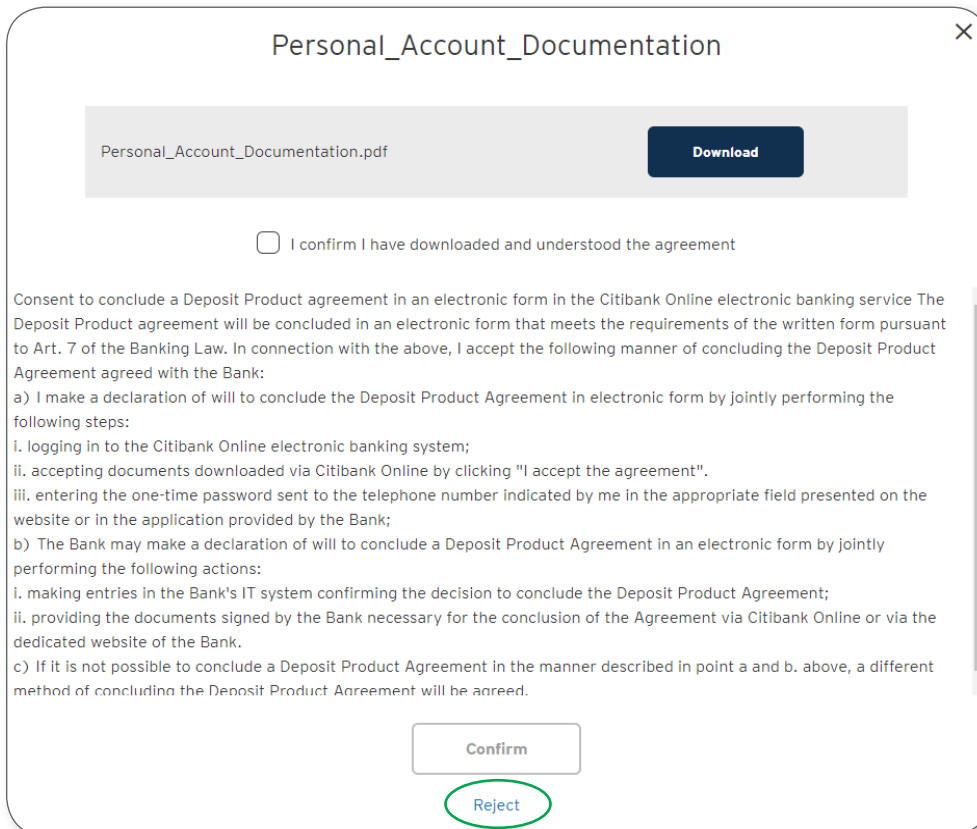 Personal_Account_Documentation
Personal_Account_Documentation.pdf
Download
I confirm I have downloaded and understood the agreement
Consent to conclude a Deposit Product agreement in an electronic form in the Citibank Online electronic banking service The
Deposit Product agreement will be concluded in an electronic form that meets the requirements of the written form pursuant
to Art. 7 of the Banking Law. In connection with the above, I accept the following manner of concluding the Deposit Product
Agreement agreed with the Bank:
a) I make a declaration of will to conclude the Deposit Product Agreement in electronic form by jointly performing the
following steps:
i. logging in to the Citibank Online electronic banking system;
ii. accepting documents downloaded via Citibank Online by clicking "I accept the agreement".
iii. entering the one-time password sent to the telephone number indicated by me in the appropriate field presented on the
website or in the application provided by the Bank;
b) The Bank may make a declaration of will to conclude a Deposit Product Agreement in an electronic form by jointly
performing the following actions:
i. making entries in the Bank's IT system confirming the decision to conclude the Deposit Product Agreement;
ii. providing the documents signed by the Bank necessary for the conclusion of the Agreement via Citibank Online or via the
dedicated website of the Bank.
c) If it is not possible to conclude a Deposit Product Agreement in the manner described in point a and b. above, a different
method of concluding the Deposit Product Agreement will be agreed.
Confirm
Reject